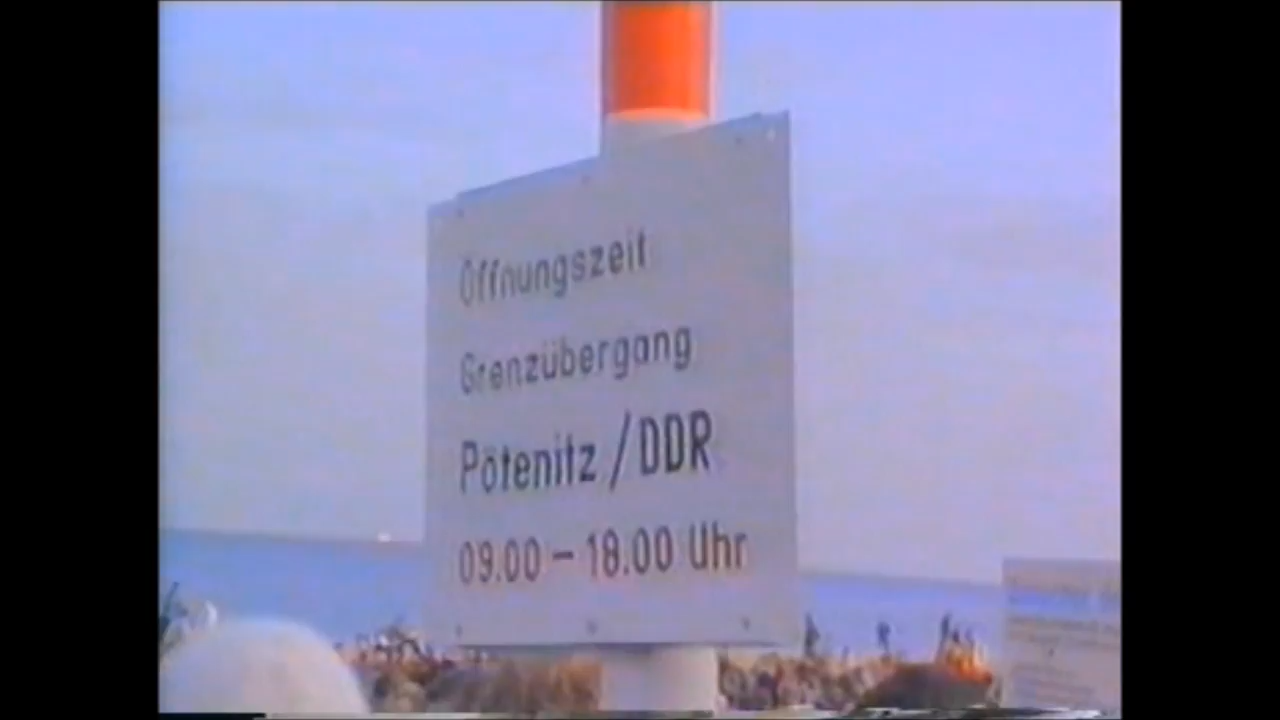 Öffnungszeit
Grenzübergang
Pötenitz/DDR
09.00 – 18.00 Uhr